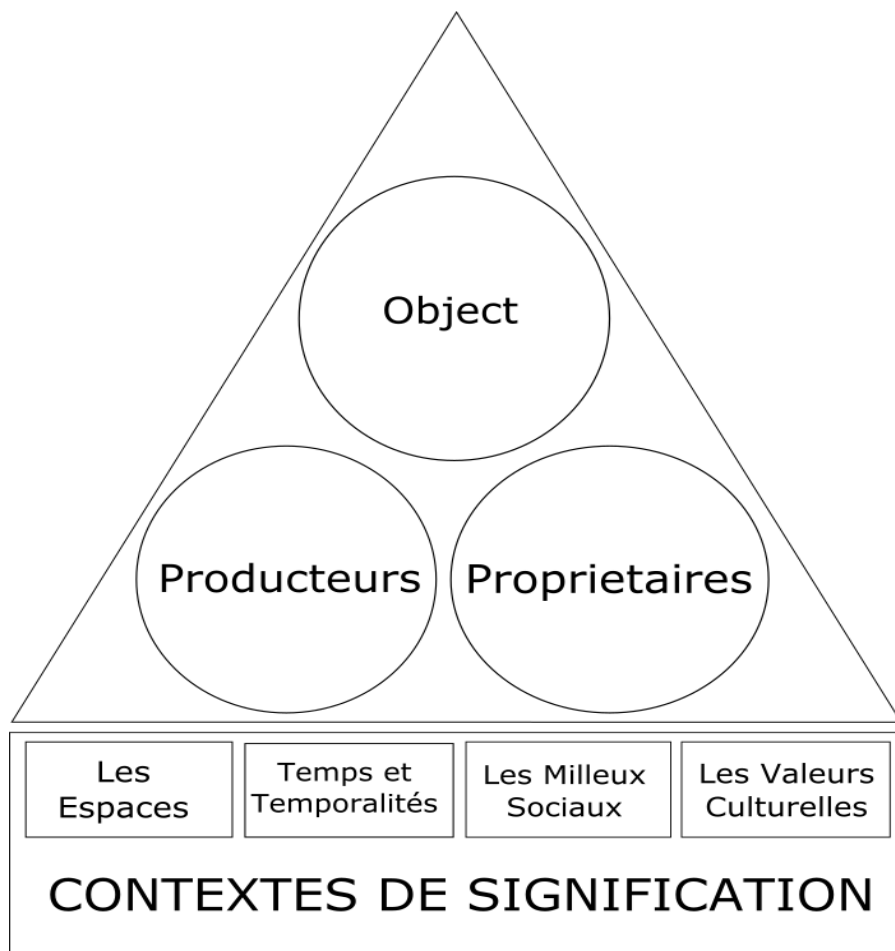 Object
Producteurs
Proprietaires
Les
Espaces
Temps et
Temporalités
Les Milleux
Sociaux
Les Valeurs
Culturelles
CONTEXTES DE SIGNIFICATION